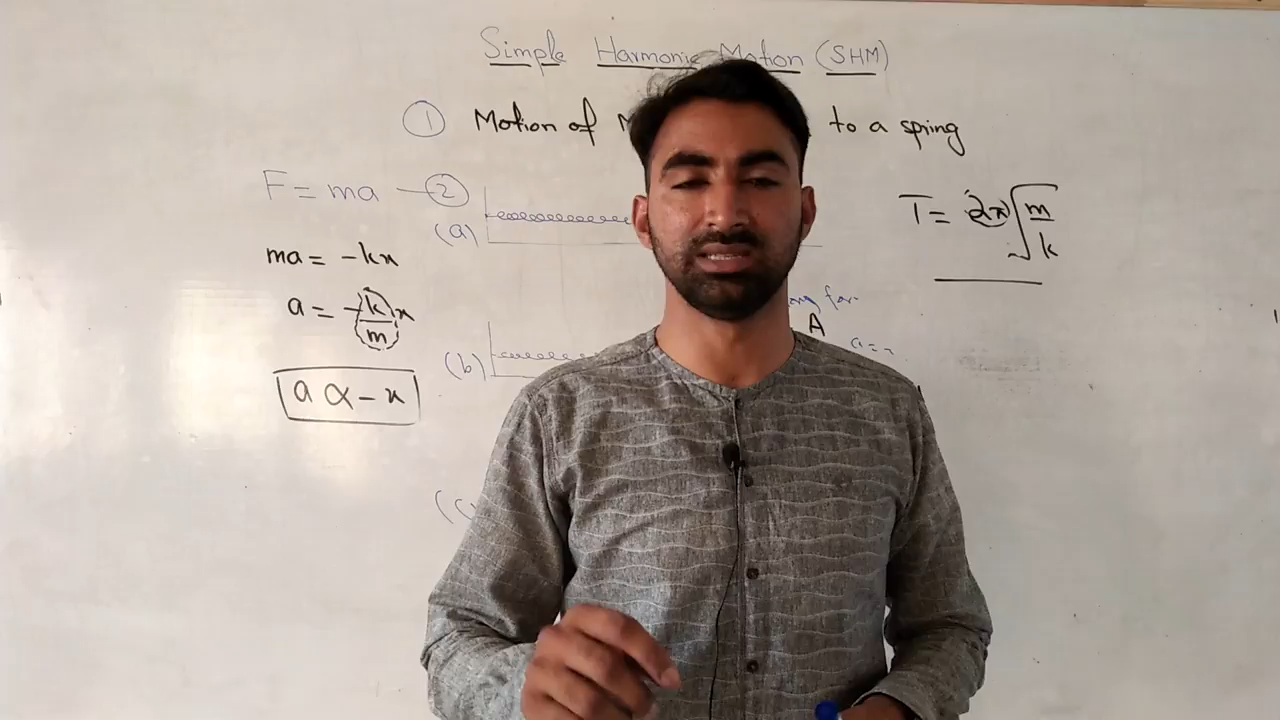 Simple Harmonic Motion (SHM)
① Motion of M to a spring
F = ma — ②
(a)
T = 2π√(m/k)
ma = -kx
a = -k/m x
A
(b)
a ∝ - x
(c)